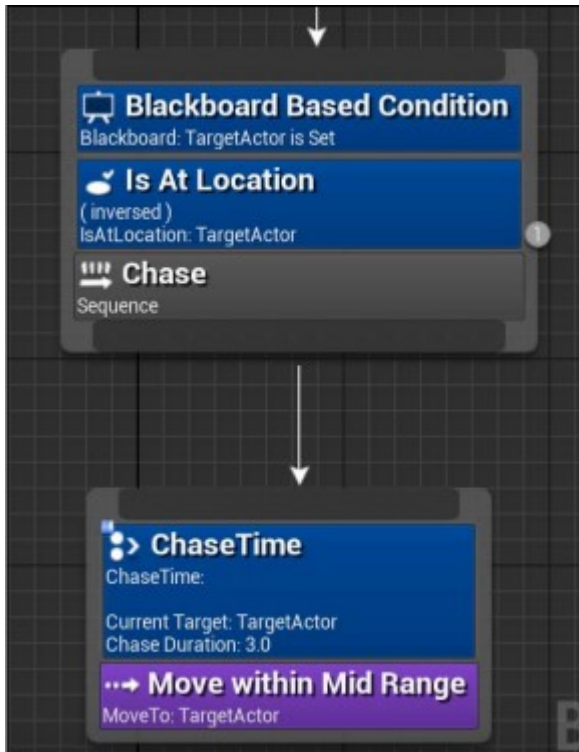 Blackboard Based Condition
Blackboard: TargetActor is Set
Is At Location
( inversed )
IsAtLocation: TargetActor
1
Chase
Sequence
ChaseTime
ChaseTime:
Current Target: TargetActor
Chase Duration: 3.0
Move within Mid Range
MoveTo: TargetActor
B